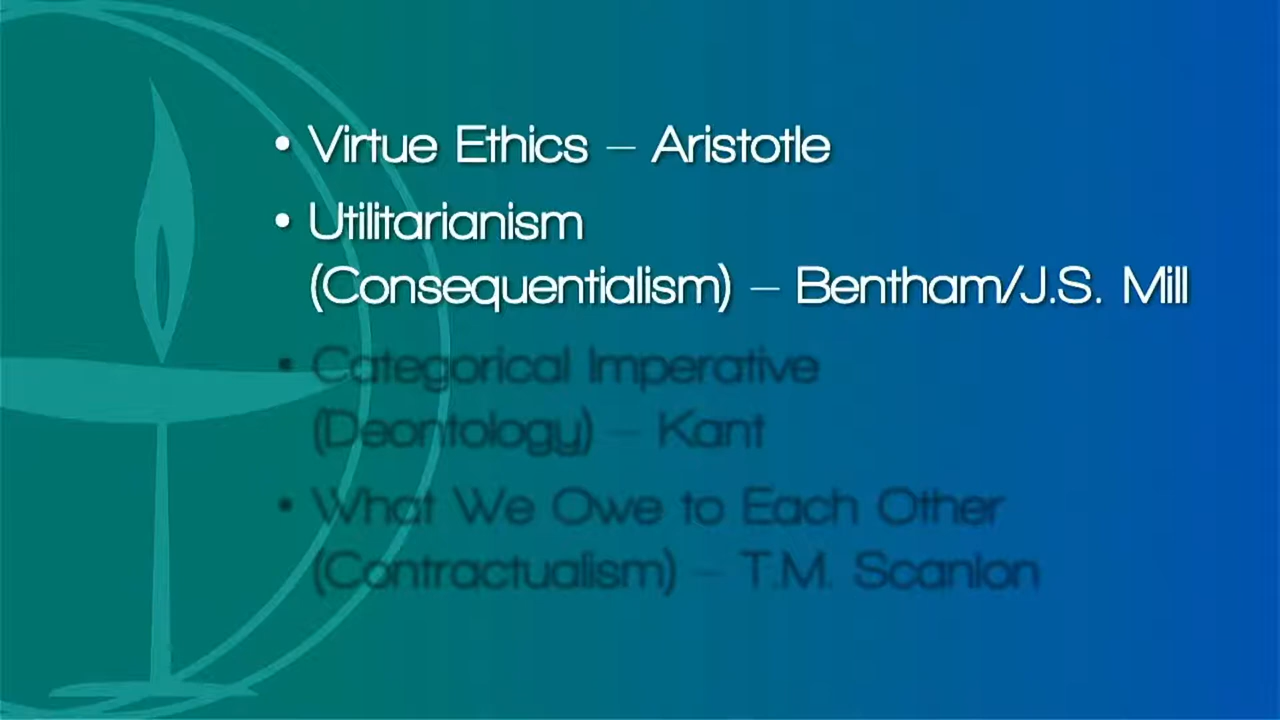 • Virtue Ethics – Aristotle
• Utilitarianism
(Consequentialism) – Bentham/J.S. Mill
• Categorical Imperative
(Deontology) – Kant
• What We Owe to Each Other
(Contractualism) – T.M. Scanlon